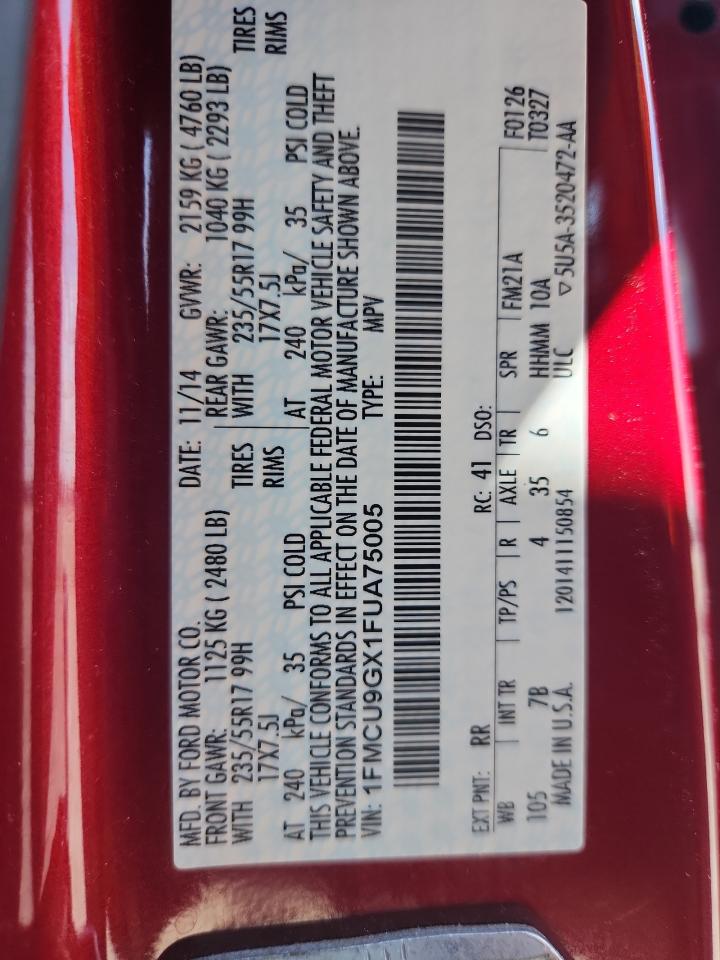 MFD. BY FORD MOTOR CO.
DATE: 11/14 GVWR: 2159 KG ( 4760 LB)
FRONT GAWR: 1125 KG ( 2480 LB) REAR GAWR: 1040 KG ( 2293 LB)
WITH 235/55R17 99H TIRES WITH 235/55R17 99H TIRES
17X7.5J RIMS 17X7.5J RIMS
AT 240 kPa/ 35 PSI COLD AT 240 kPa/ 35 PSI COLD
THIS VEHICLE CONFORMS TO ALL APPLICABLE FEDERAL MOTOR VEHICLE SAFETY AND THEFT
PREVENTION STANDARDS IN EFFECT ON THE DATE OF MANUFACTURE SHOWN ABOVE.
VIN: 1FMCU9GX1FUA75005 TYPE: MPV
EXT PNT: RR RC: 41 DSO:
WB INT TR TP/PS R AXLE TR SPR FM21A F0126
105 7B 4 35 6 HHMM 10A T0327
MADE IN U.S.A. 12014111150854 ULC ▽5U5A-3520472-AA